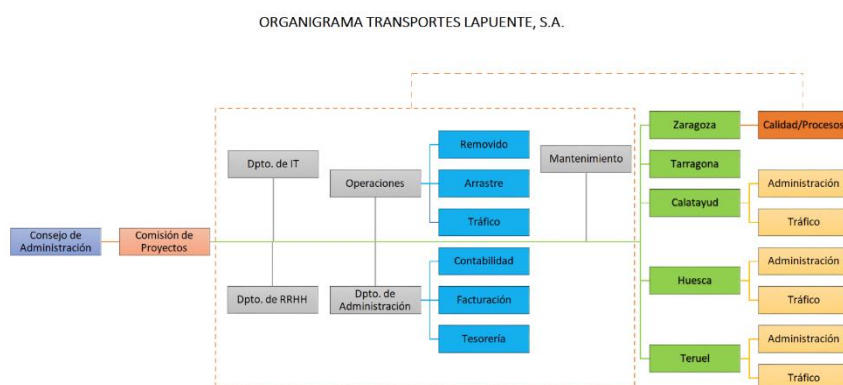 ORGANIGRAMA TRANSPORTES LAPUENTE, S.A.
Consejo de
Administración
Comisión de
Proyectos
Dpto. de IT
Dpto. de RRHH
Operaciones
Dpto. de
Administración
Removido
Arrastre
Tráfico
Contabilidad
Facturación
Tesorería
Mantenimiento
Zaragoza
Calidad/Procesos
Tarragona
Calatayud
Administración
Tráfico
Huesca
Administración
Tráfico
Teruel
Administración
Tráfico